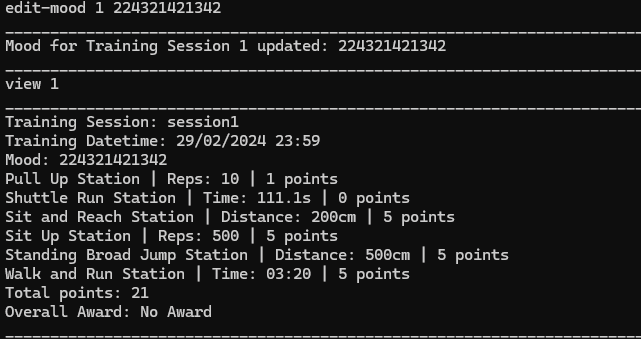 edit-mood 1 224321421342
________________________________________________________________________
Mood for Training Session 1 updated: 224321421342
________________________________________________________________________
view 1
________________________________________________________________________
Training Session: session1
Training Datetime: 29/02/2024 23:59
Mood: 224321421342
Pull Up Station | Reps: 10 | 1 points
Shuttle Run Station | Time: 111.1s | 0 points
Sit and Reach Station | Distance: 200cm | 5 points
Sit Up Station | Reps: 500 | 5 points
Standing Broad Jump Station | Distance: 500cm | 5 points
Walk and Run Station | Time: 03:20 | 5 points
Total points: 21
Overall Award: No Award
________________________________________________________________________